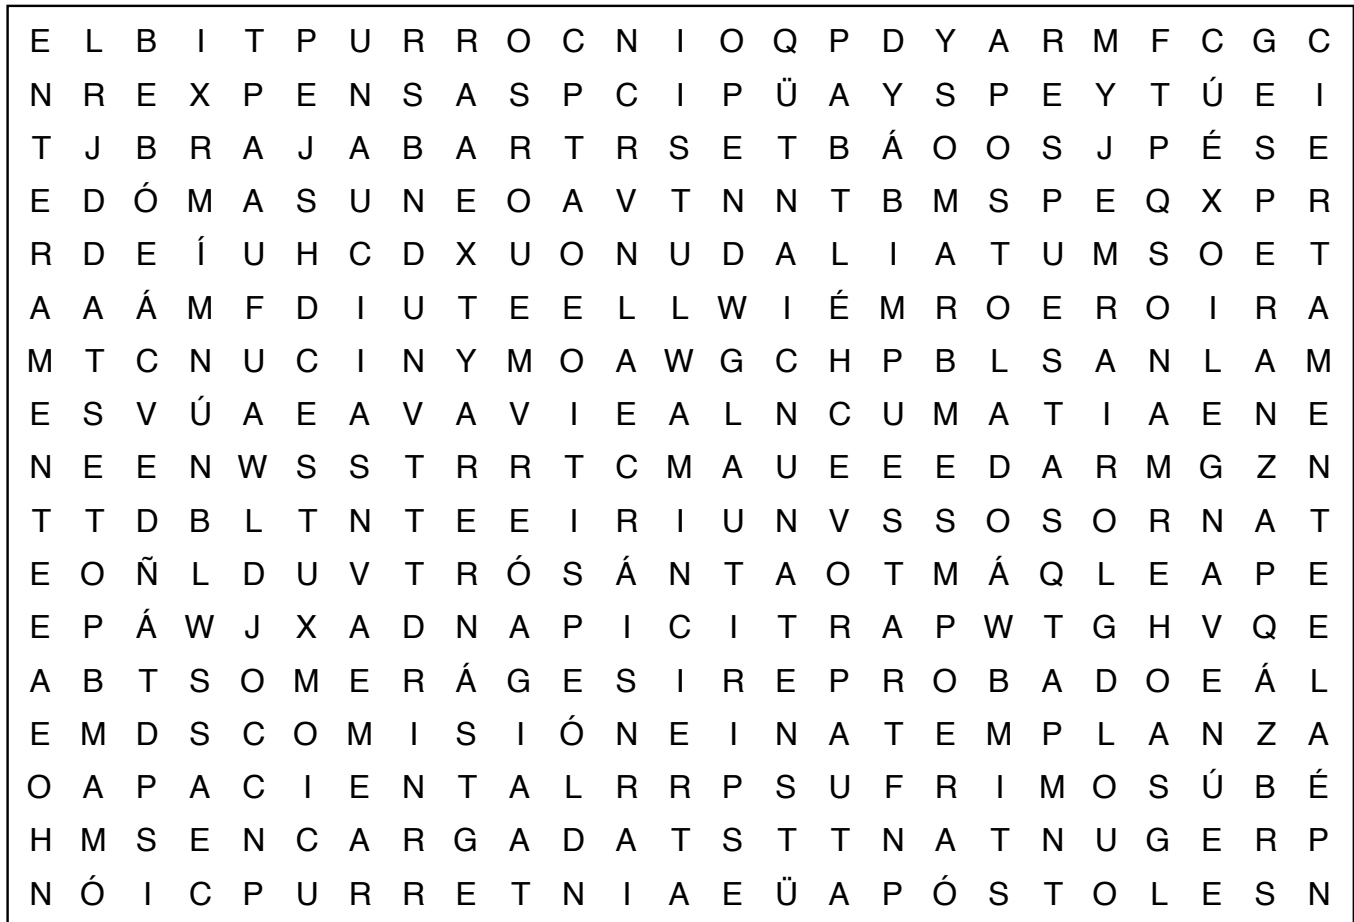 E L B I T P U R R O C N I O Q P D Y A R M F C G C
N R E X P E N S A S P C I P Ü A Y S P E Y T Ú E I
T J B R A J A B A R T R S E T B Á O O S J P É S E
E D Ó M A S U N E O A V T N N T B M S P E Q X P R
R D E Í U H C D X U O N U D A L I A T U M S O E T
A A Á M F D I U T E E L L W I É M R O E R O I R A
M T C N U C I N Y M O A W G C H P B L S A N L A M
E S V Ú A E A V A V I E A L N C U M A T I A E N E
N E E N W S S T R R T C M A U E E E D A R M G Z N
T T D B L T N T E E I R I U N V S S O S O R N A T
E O Ñ L D U V T R Ó S Á N T A O T M Á Q L E A P E
E P Á W J X A D N A P I C I T R A P W T G H V Q E
A B T S O M E R Á G E S I R E P R O B A D O E Á L
E M D S C O M I S I Ó N E I N A T E M P L A N Z A
O A P A C I E N T A L R R P S U F R I M O S Ú B É
H M S E N C A R G A D A T S T T N A T N U G E R P
N Ó I C P U R R E T N I A E Ü A P Ó S T O L E S N